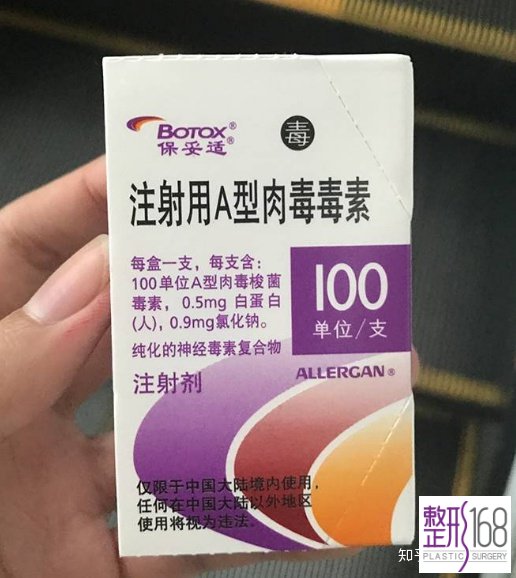 BOTOX®
保妥适®
毒
注射用A型肉毒毒素
每盒一支，每支含：
100单位A型肉毒梭菌
毒素，0.5mg 白蛋白
(人)，0.9mg氯化钠。
纯化的神经毒素复合物
注射剂
100
单位/支
ALLERGAN®
仅限于中国大陆境内使用，
任何在中国大陆以外地区
使用将视为违法。
知乎
整形168
PLASTIC SURGERY